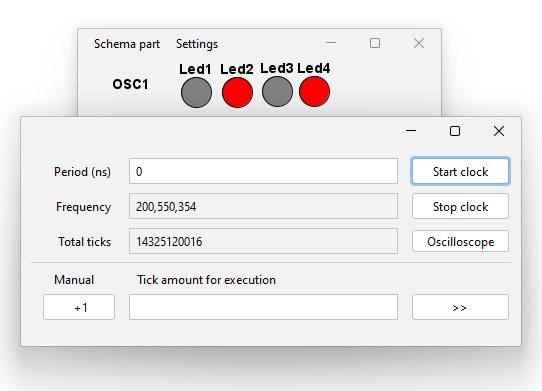 Schema part Settings
Led1 Led2 Led3 Led4
OSC1
Period (ns) 0 Start clock
Frequency 200,550,354 Stop clock
Total ticks 14325120016 Oscilloscope
Manual Tick amount for execution
+1 >>